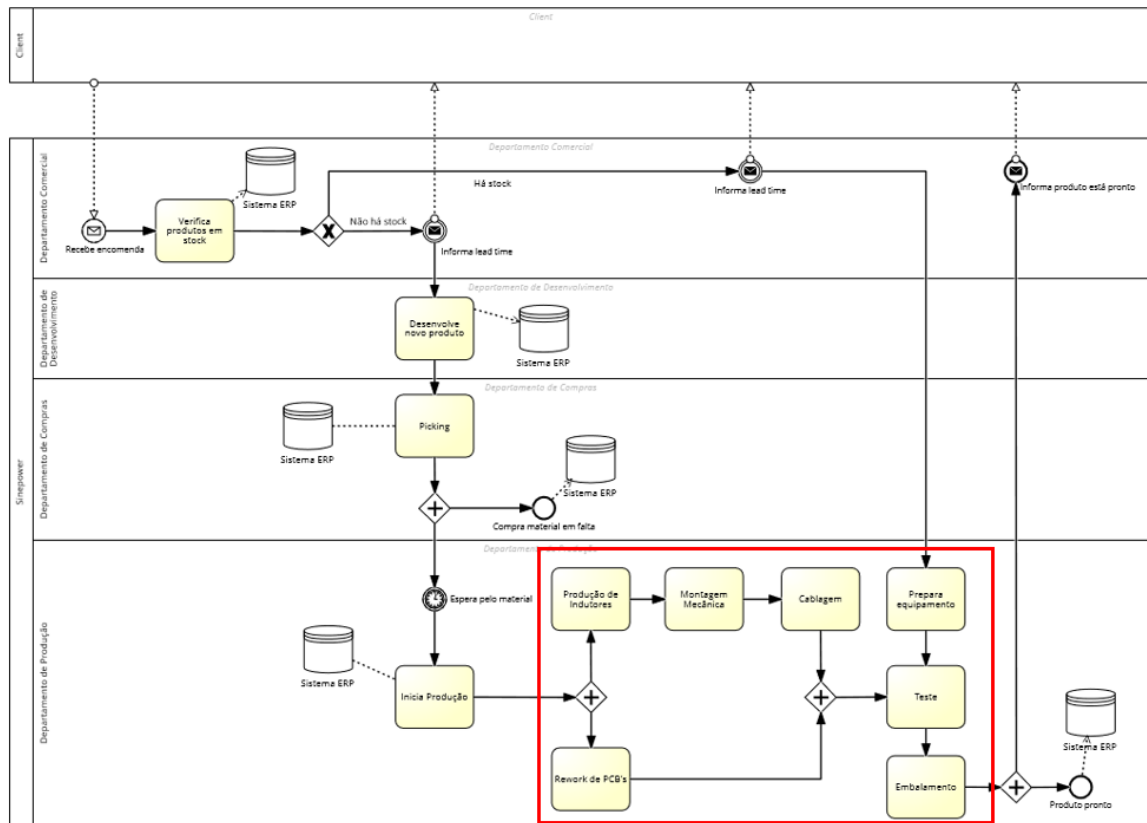 Client
Client
Sinepower
Departamento Comercial
Departamento Comercial
Recebe encomenda
Verifica
produtos em
stock
Sistema ERP
Há stock
Não há stock
Informa lead time
Informa lead time
Informa produto está pronto
Departamento de
Desenvolvimento
Departamento de Desenvolvimento
Desenvolve
novo produto
Sistema ERP
Departamento de Compras
Departamento de Compras
Picking
Sistema ERP
Sistema ERP
Compra material em falta
Departamento de Produção
Departamento de Produção
Espera pelo material
Sistema ERP
Inicia Produção
Produção de
Indutores
Montagem
Mecânica
Cablagem
Prepara
equipamento
Rework de PCB's
Teste
Embalamento
Sistema ERP
Produto pronto